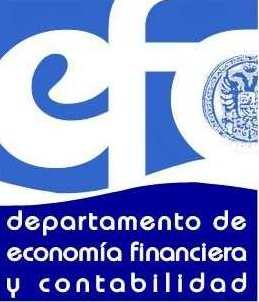 efc
departamento de
economía financiera
y contabilidad